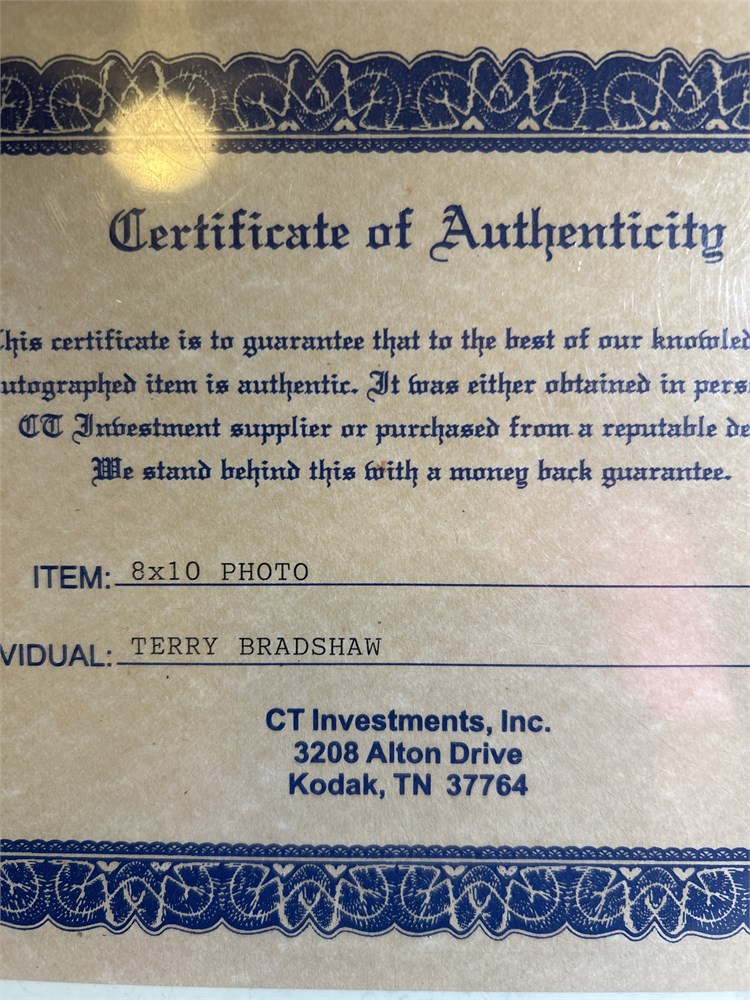 Certificate of Authenticity
his certificate is to guarantee that to the best of our knowled
utographed item is authentic. It was either obtained in pers
CT Investment supplier or purchased from a reputable de
We stand behind this with a money back guarantee.
ITEM: 8x10 PHOTO
VIDUAL: TERRY BRADSHAW
CT Investments, Inc.
3208 Alton Drive
Kodak, TN 37764